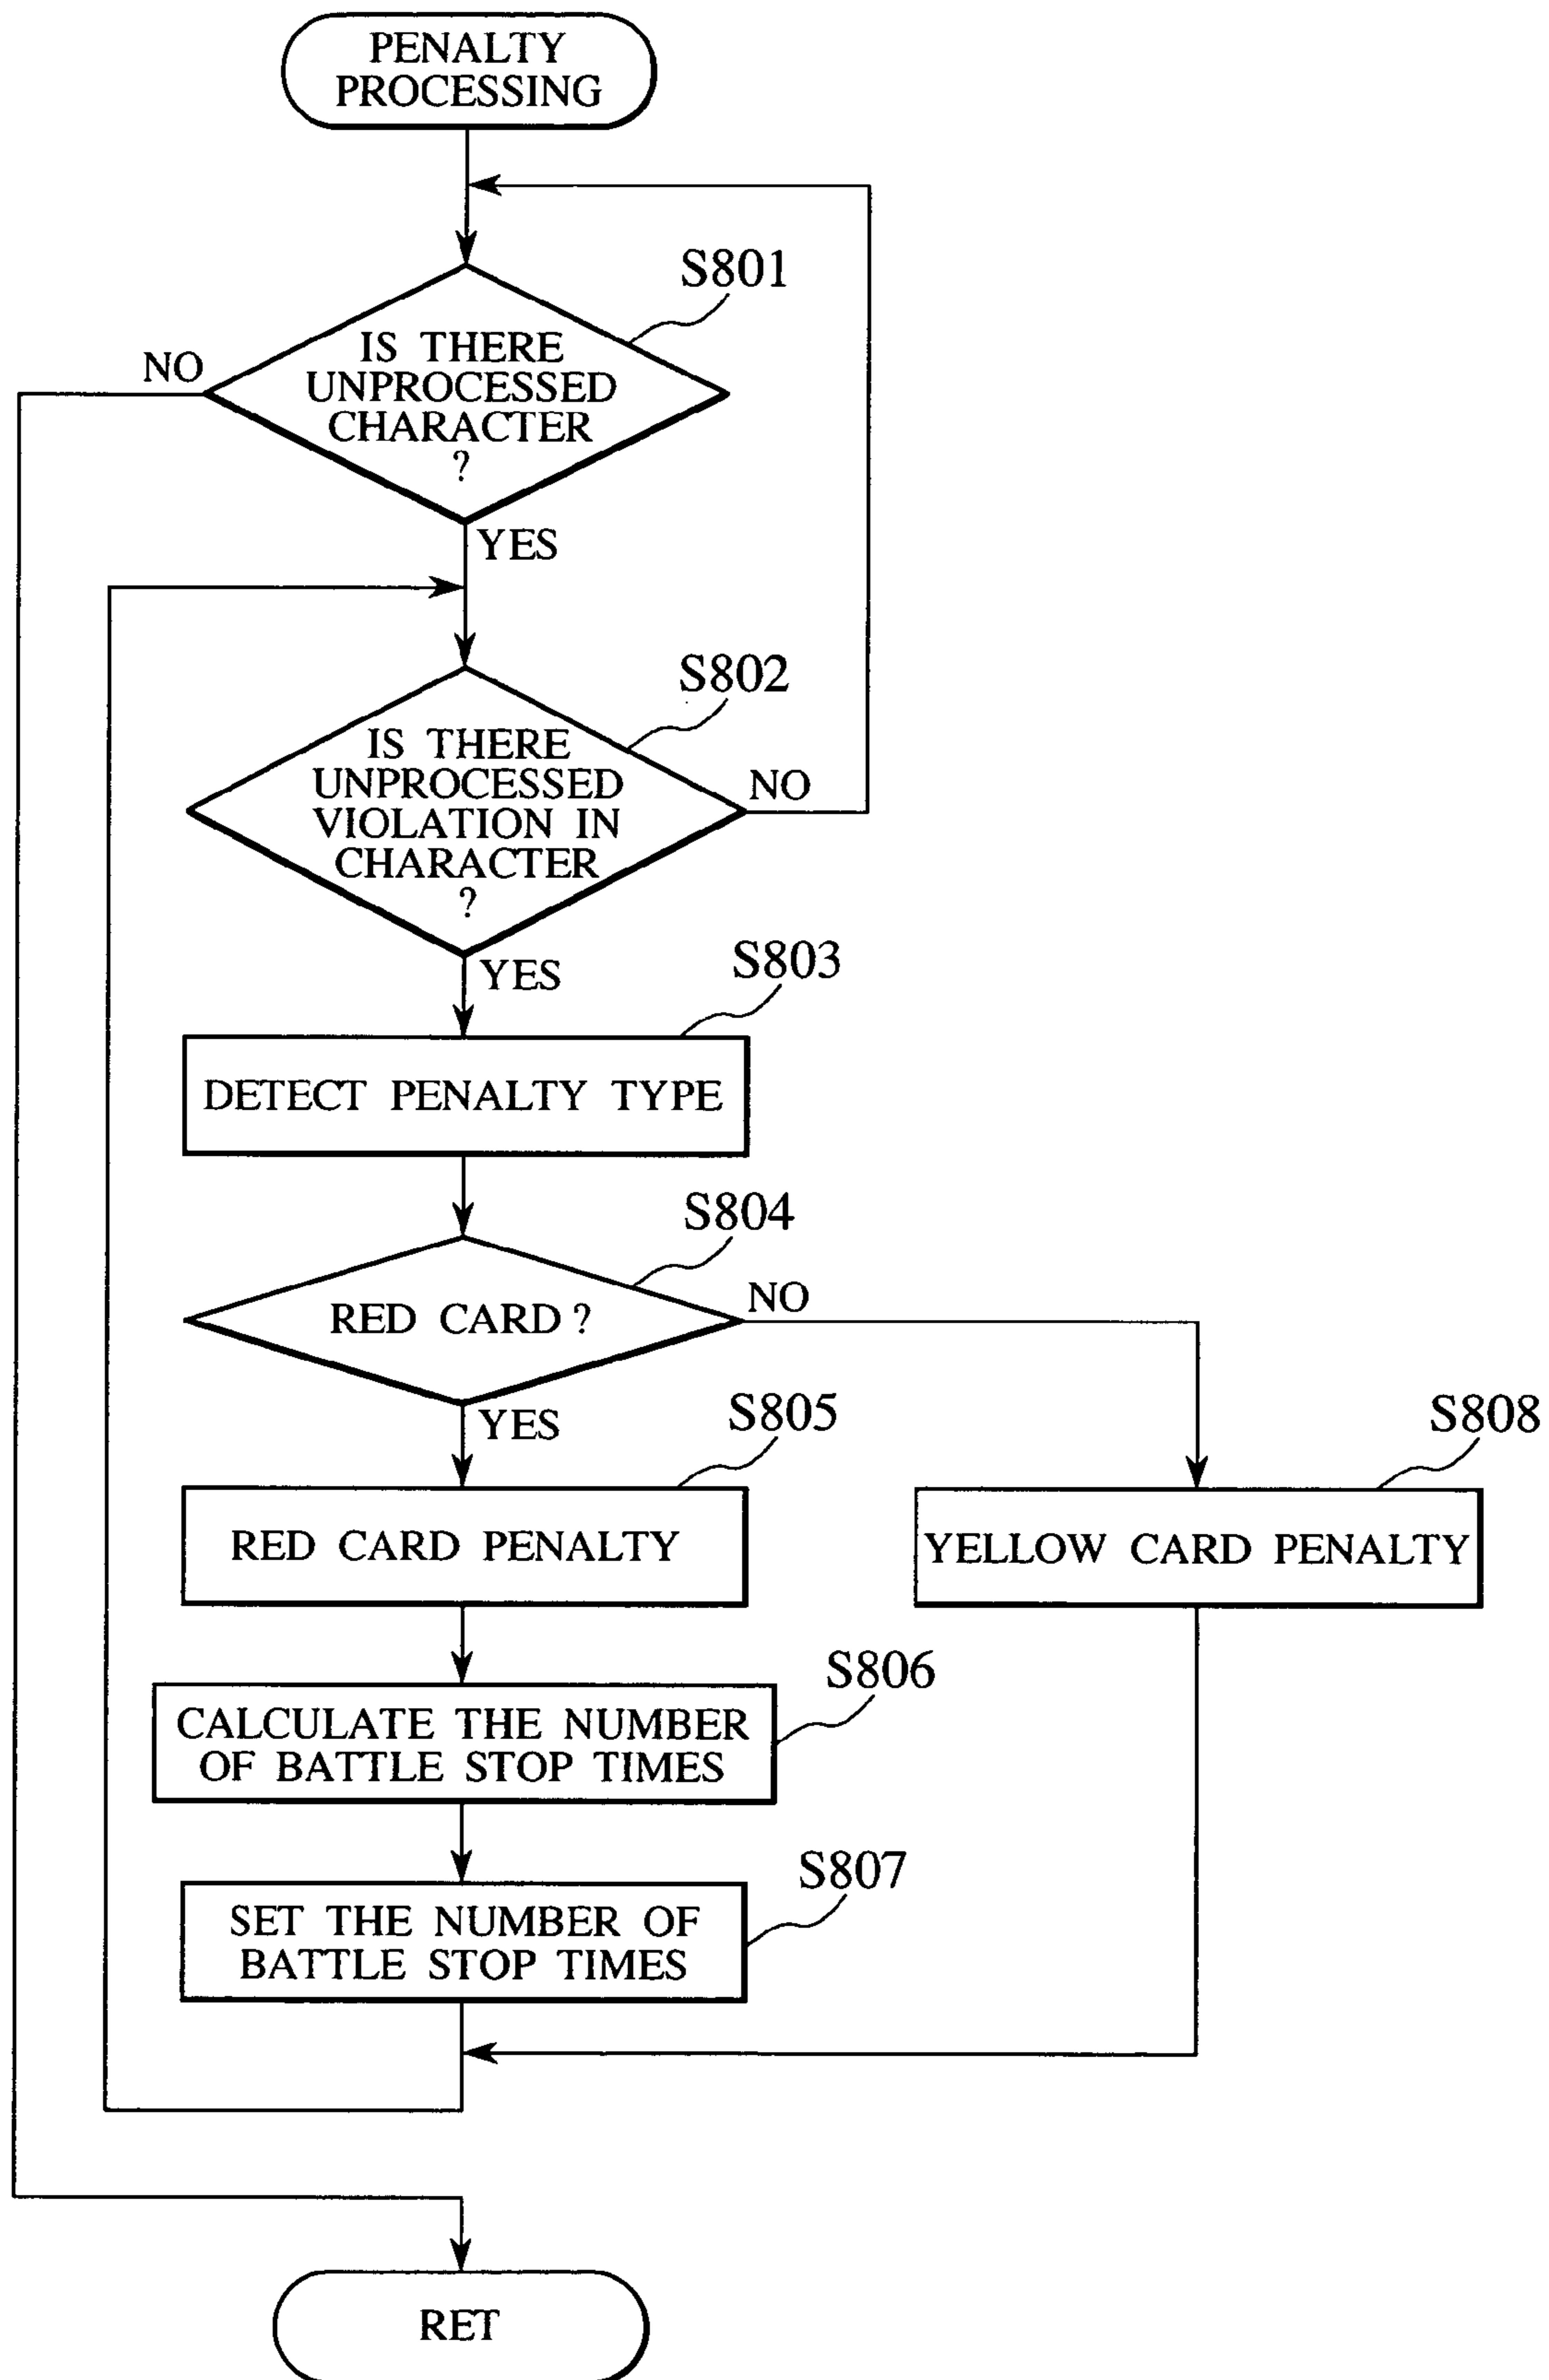 PENALTY
PROCESSING
S801
NO
IS THERE
UNPROCESSED
CHARACTER
?
YES
S802
IS THERE
UNPROCESSED
VIOLATION IN
CHARACTER
?
NO
YES
S803
DETECT PENALTY TYPE
S804
RED CARD ?
NO
YES
S805
RED CARD PENALTY
S808
YELLOW CARD PENALTY
S806
CALCULATE THE NUMBER
OF BATTLE STOP TIMES
S807
SET THE NUMBER OF
BATTLE STOP TIMES
RET